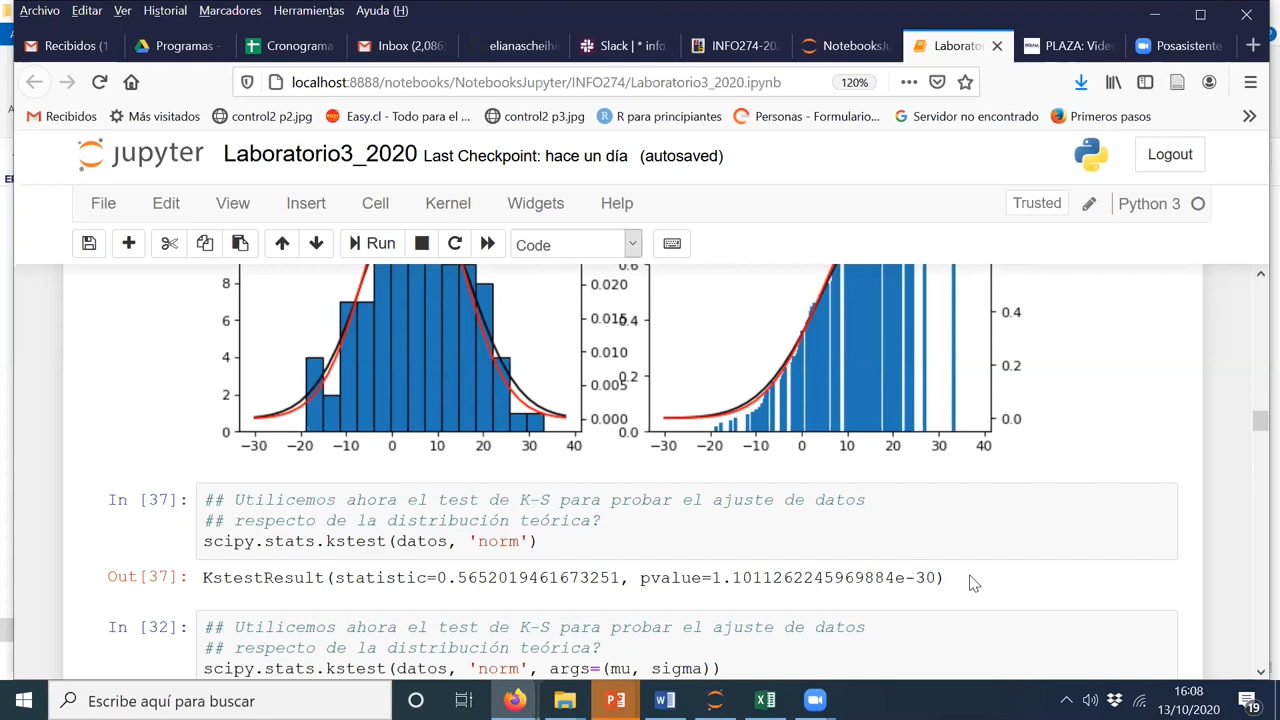 Archivo Editar Ver Historial Marcadores Herramientas Ayuda (H)
Recibidos (1 Programas - Cronograma Inbox (2,086 elianascheihi Slack | * info INFO274-202 NotebooksJu Laborato PLAZA: Vide Posasistente
localhost:8888/notebooks/NotebooksJupyter/INFO274/Laboratorio3_2020.ipynb 120%
Recibidos Más visitados control2 p2.jpg Easy.cl - Todo para el ... control2 p3.jpg R para principiantes Personas - Formulario... Servidor no encontrado Primeros pasos
jupyter Laboratorio3_2020 Last Checkpoint: hace un día (autosaved) Logout
File Edit View Insert Cell Kernel Widgets Help Trusted Python 3
Run Code
0.6
8 0.020
6 0.015 0.4 0.4
4 0.010
0.2 0.2
2 0.005
0 0.000 0.0 0.0
−30 −20 −10 0 10 20 30 40 −30 −20 −10 0 10 20 30 40
In [37]: ## Utilicemos ahora el test de K-S para probar el ajuste de datos
## respecto de la distribución teórica?
scipy.stats.kstest(datos, 'norm')
Out[37]: KstestResult(statistic=0.5652019461673251, pvalue=1.1011262245969884e-30)
In [32]: ## Utilicemos ahora el test de K-S para probar el ajuste de datos
## respecto de la distribución teórica?
scipy.stats.kstest(datos, 'norm', args=(mu, sigma))
Escribe aquí para buscar
16:08
13/10/2020
19